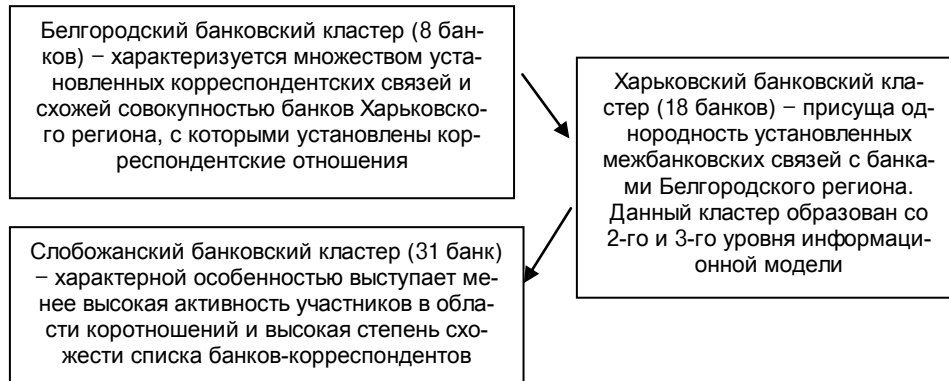 Белгородский банковский кластер (8 бан-
ков) – характеризуется множеством уста-
новленных корреспондентских связей и
схожей совокупностью банков Харьковско-
го региона, с которыми установлены кор-
респондентские отношения
Харьковский банковский кла-
стер (18 банков) – присуща од-
нородность установленных
межбанковских связей с банка-
ми Белгородского региона.
Данный кластер образован со
2-го и 3-го уровня информаци-
онной модели
Слобожанский банковский кластер (31 банк)
– характерной особенностью выступает ме-
нее высокая активность участников в обла-
сти коротношений и высокая степень схо-
жести списка банков-корреспондентов